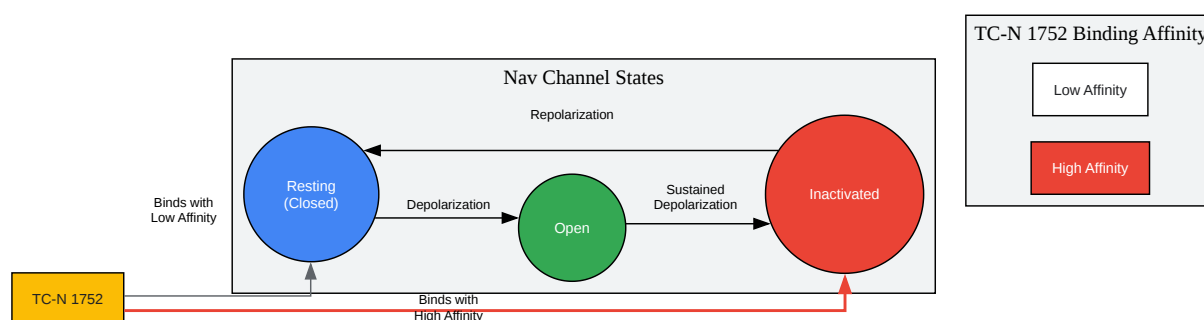 TC-N 1752 Binding Affinity
Low Affinity
High Affinity
Nav Channel States
Repolarization
Resting
(Closed)
Depolarization
Open
Sustained
Depolarization
Inactivated
Binds with
Low Affinity
TC-N 1752
Binds with
High Affinity